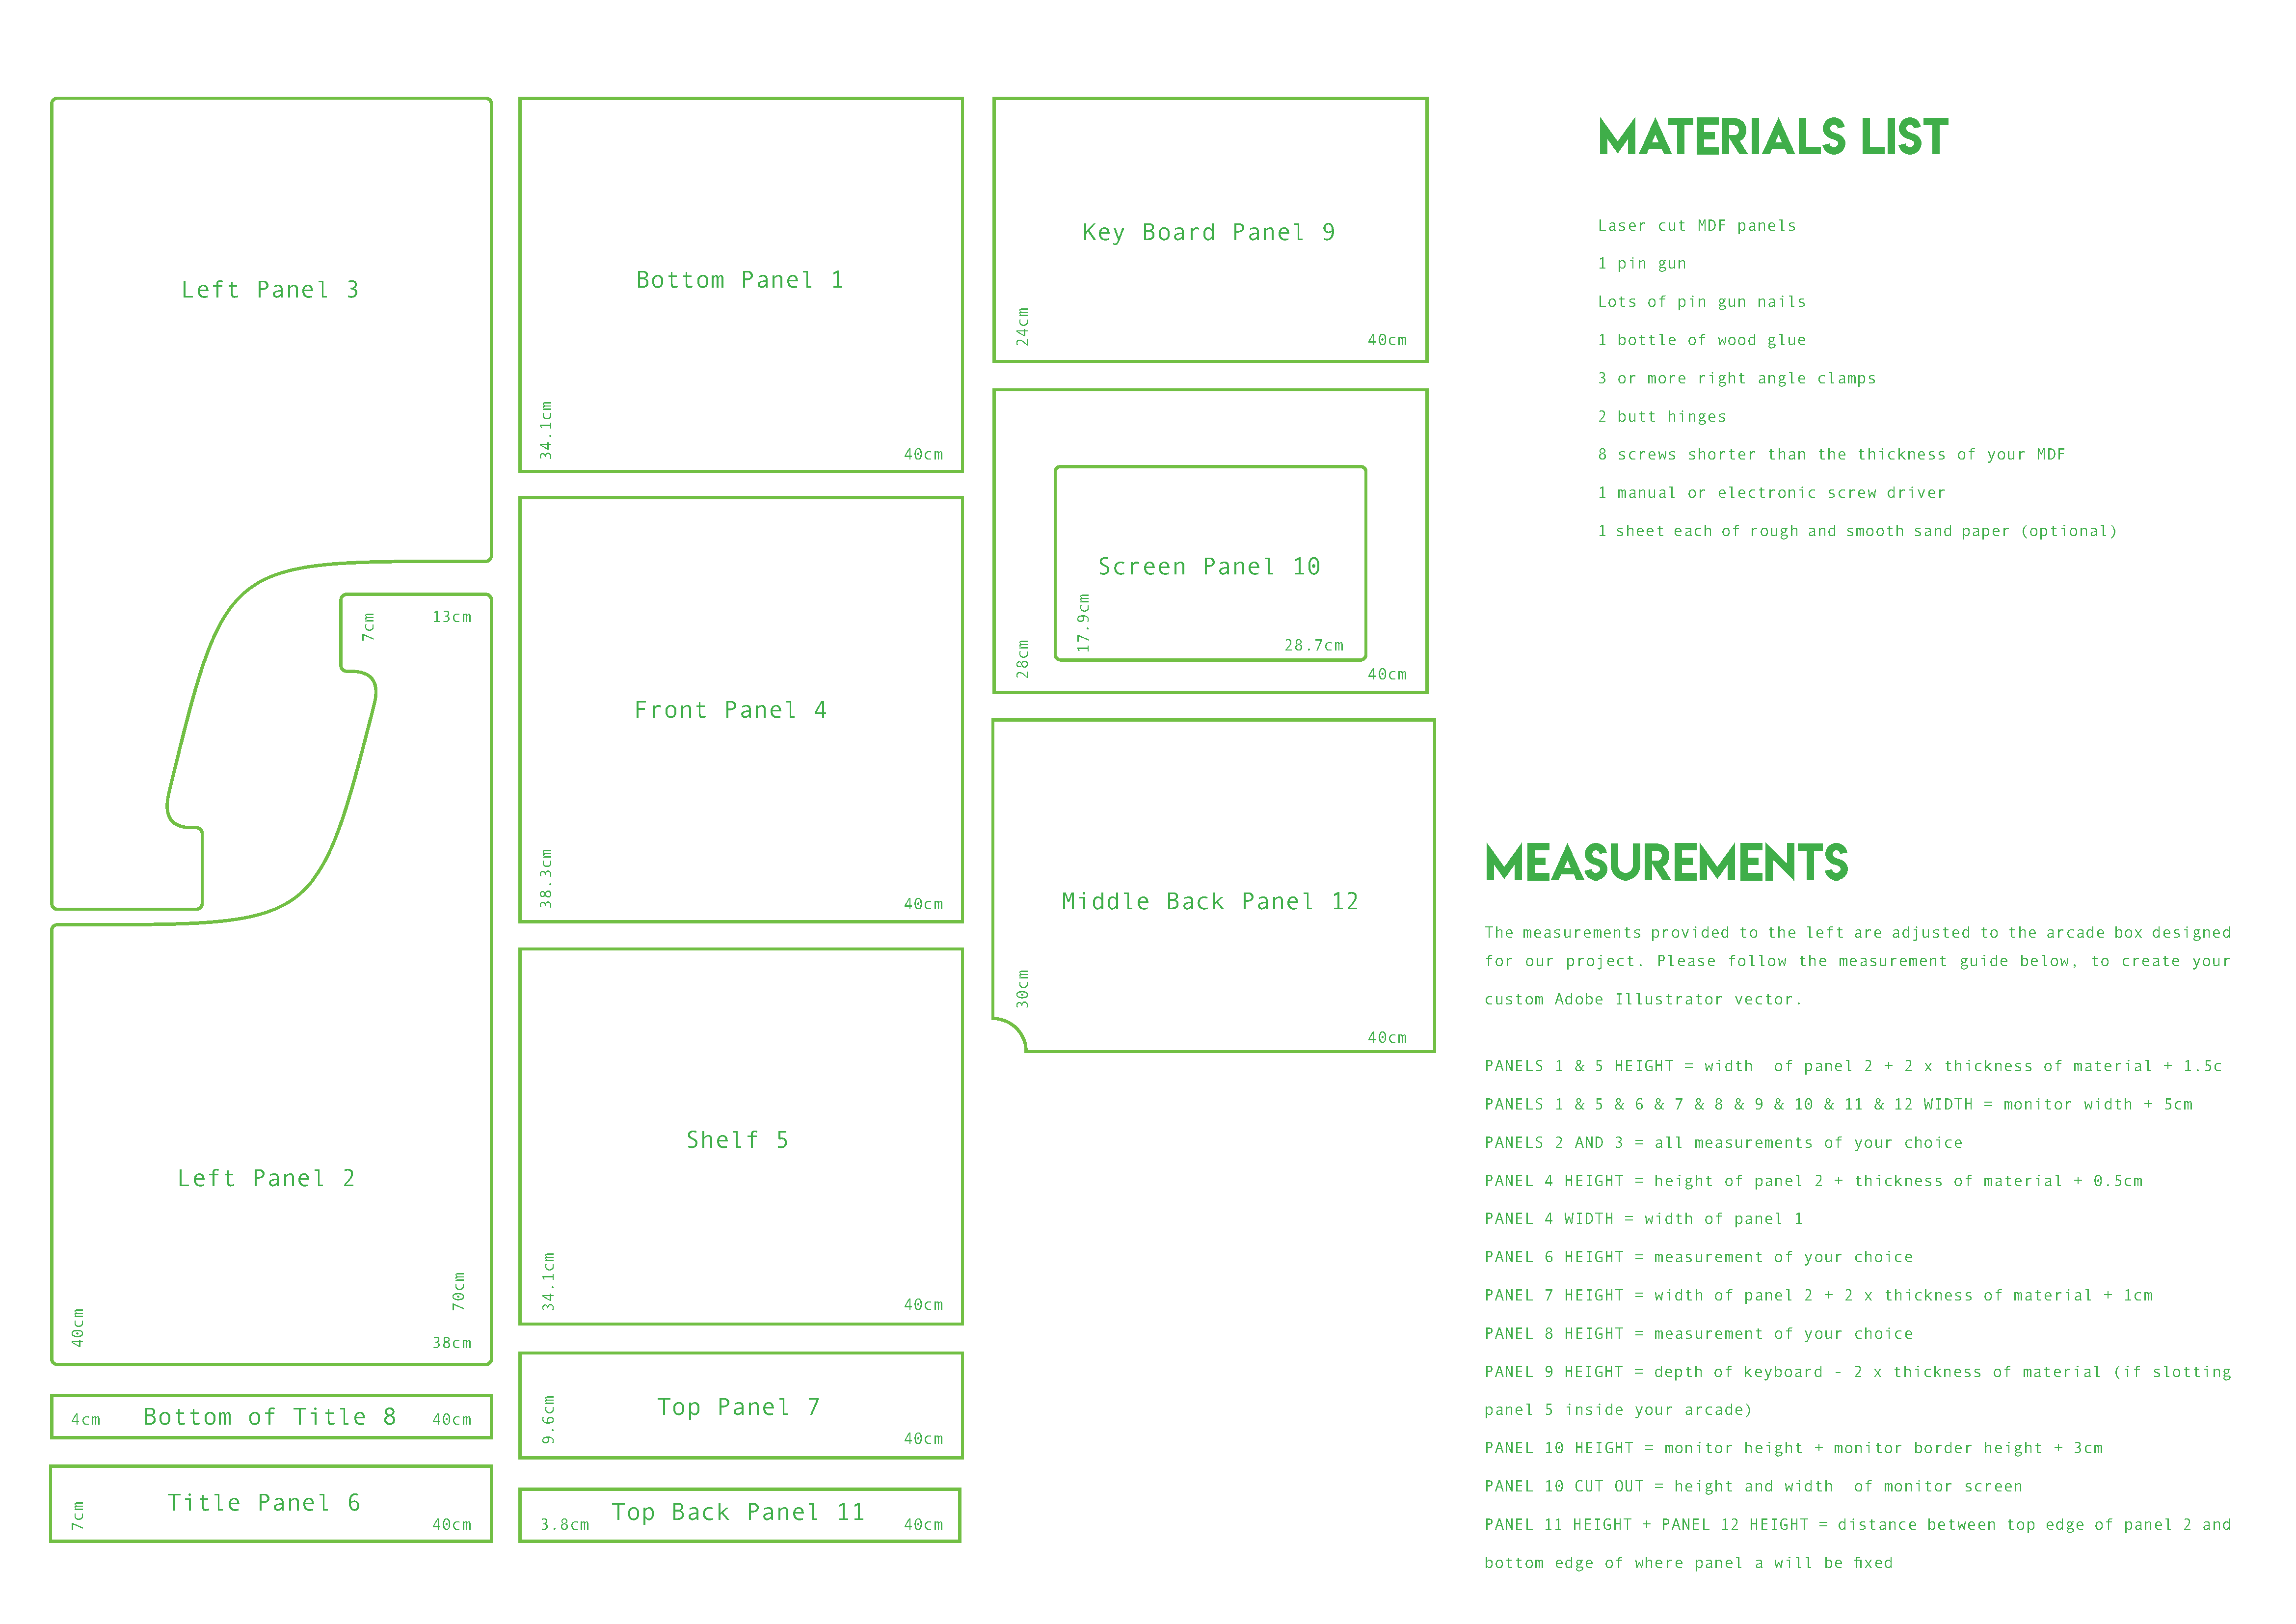 Left Panel 3
7cm
13cm
Left Panel 2
70cm
40cm
38cm
4cm
Bottom of Title 8
40cm
Title Panel 6
7cm
40cm
Bottom Panel 1
34.1cm
40cm
Front Panel 4
38.3cm
40cm
Shelf 5
34.1cm
40cm
Top Panel 7
9.6cm
40cm
Top Back Panel 11
3.8cm
40cm
Key Board Panel 9
24cm
40cm
Screen Panel 10
17.9cm
28.7cm
28cm
40cm
Middle Back Panel 12
30cm
40cm
MATERIALS LIST
Laser cut MDF panels
1 pin gun
Lots of pin gun nails
1 bottle of wood glue
3 or more right angle clamps
2 butt hinges
8 screws shorter than the thickness of your MDF
1 manual or electronic screw driver
1 sheet each of rough and smooth sand paper (optional)
MEASUREMENTS
The measurements provided to the left are adjusted to the arcade box designed
for our project. Please follow the measurement guide below, to create your
custom Adobe Illustrator vector.
PANELS 1 & 5 HEIGHT = width of panel 2 + 2 x thickness of material + 1.5c
PANELS 1 & 5 & 6 & 7 & 8 & 9 & 10 & 11 & 12 WIDTH = monitor width + 5cm
PANELS 2 AND 3 = all measurements of your choice
PANEL 4 HEIGHT = height of panel 2 + thickness of material + 0.5cm
PANEL 4 WIDTH = width of panel 1
PANEL 6 HEIGHT = measurement of your choice
PANEL 7 HEIGHT = width of panel 2 + 2 x thickness of material + 1cm
PANEL 8 HEIGHT = measurement of your choice
PANEL 9 HEIGHT = depth of keyboard - 2 x thickness of material (if slotting
panel 5 inside your arcade)
PANEL 10 HEIGHT = monitor height + monitor border height + 3cm
PANEL 10 CUT OUT = height and width of monitor screen
PANEL 11 HEIGHT + PANEL 12 HEIGHT = distance between top edge of panel 2 and
bottom edge of where panel a will be fixed